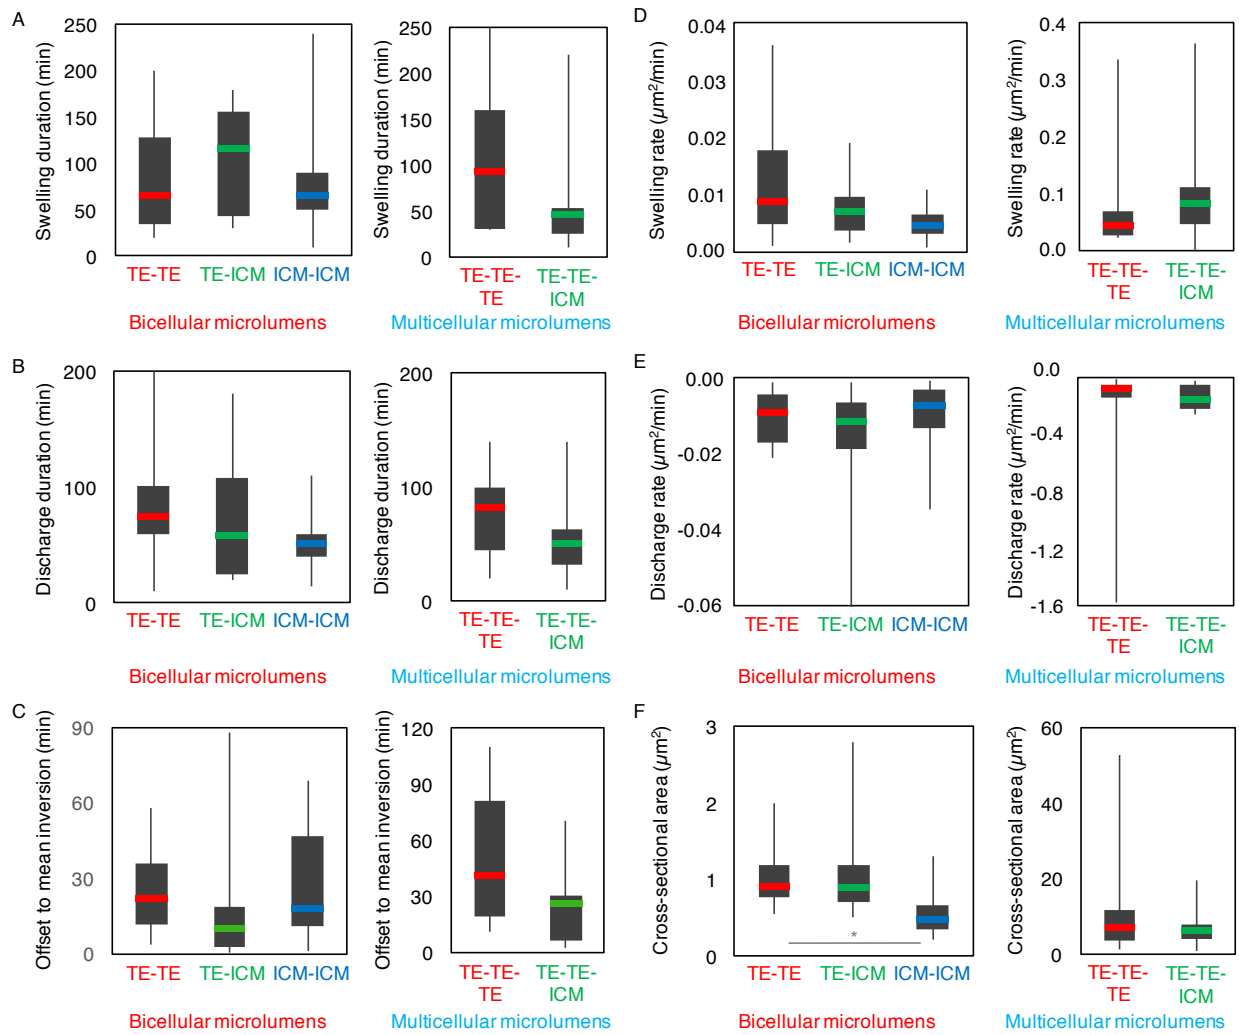 A
Swelling duration (min)
250
200
150
100
50
0
TE-TE TE-ICM ICM-ICM
Bicellular microlumens
Swelling duration (min)
250
200
150
100
50
0
TE-TE-
TE
TE-TE-
ICM
Multicellular microlumens
B
Discharge duration (min)
200
100
0
TE-TE TE-ICM ICM-ICM
Bicellular microlumens
Discharge duration (min)
200
100
0
TE-TE-
TE
TE-TE-
ICM
Multicellular microlumens
C
Offset to mean inversion (min)
90
60
30
0
TE-TE TE-ICM ICM-ICM
Bicellular microlumens
Offset to mean inversion (min)
120
90
60
30
0
TE-TE-
TE
TE-TE-
ICM
Multicellular microlumens
D
Swelling rate (µm²/min)
0.04
0.03
0.02
0.01
0.00
TE-TE TE-ICM ICM-ICM
Bicellular microlumens
Swelling rate (µm²/min)
0.4
0.3
0.2
0.1
0.0
TE-TE-
TE
TE-TE-
ICM
Multicellular microlumens
E
Discharge rate (µm²/min)
0.00
-0.02
-0.04
-0.06
TE-TE TE-ICM ICM-ICM
Bicellular microlumens
Discharge rate (µm²/min)
0.0
-0.4
-0.8
-1.2
-1.6
TE-TE-
TE
TE-TE-
ICM
Multicellular microlumens
F
Cross-sectional area (µm²)
3
2
1
0
*
TE-TE TE-ICM ICM-ICM
Bicellular microlumens
Cross-sectional area (µm²)
60
40
20
0
TE-TE-
TE
TE-TE-
ICM
Multicellular microlumens